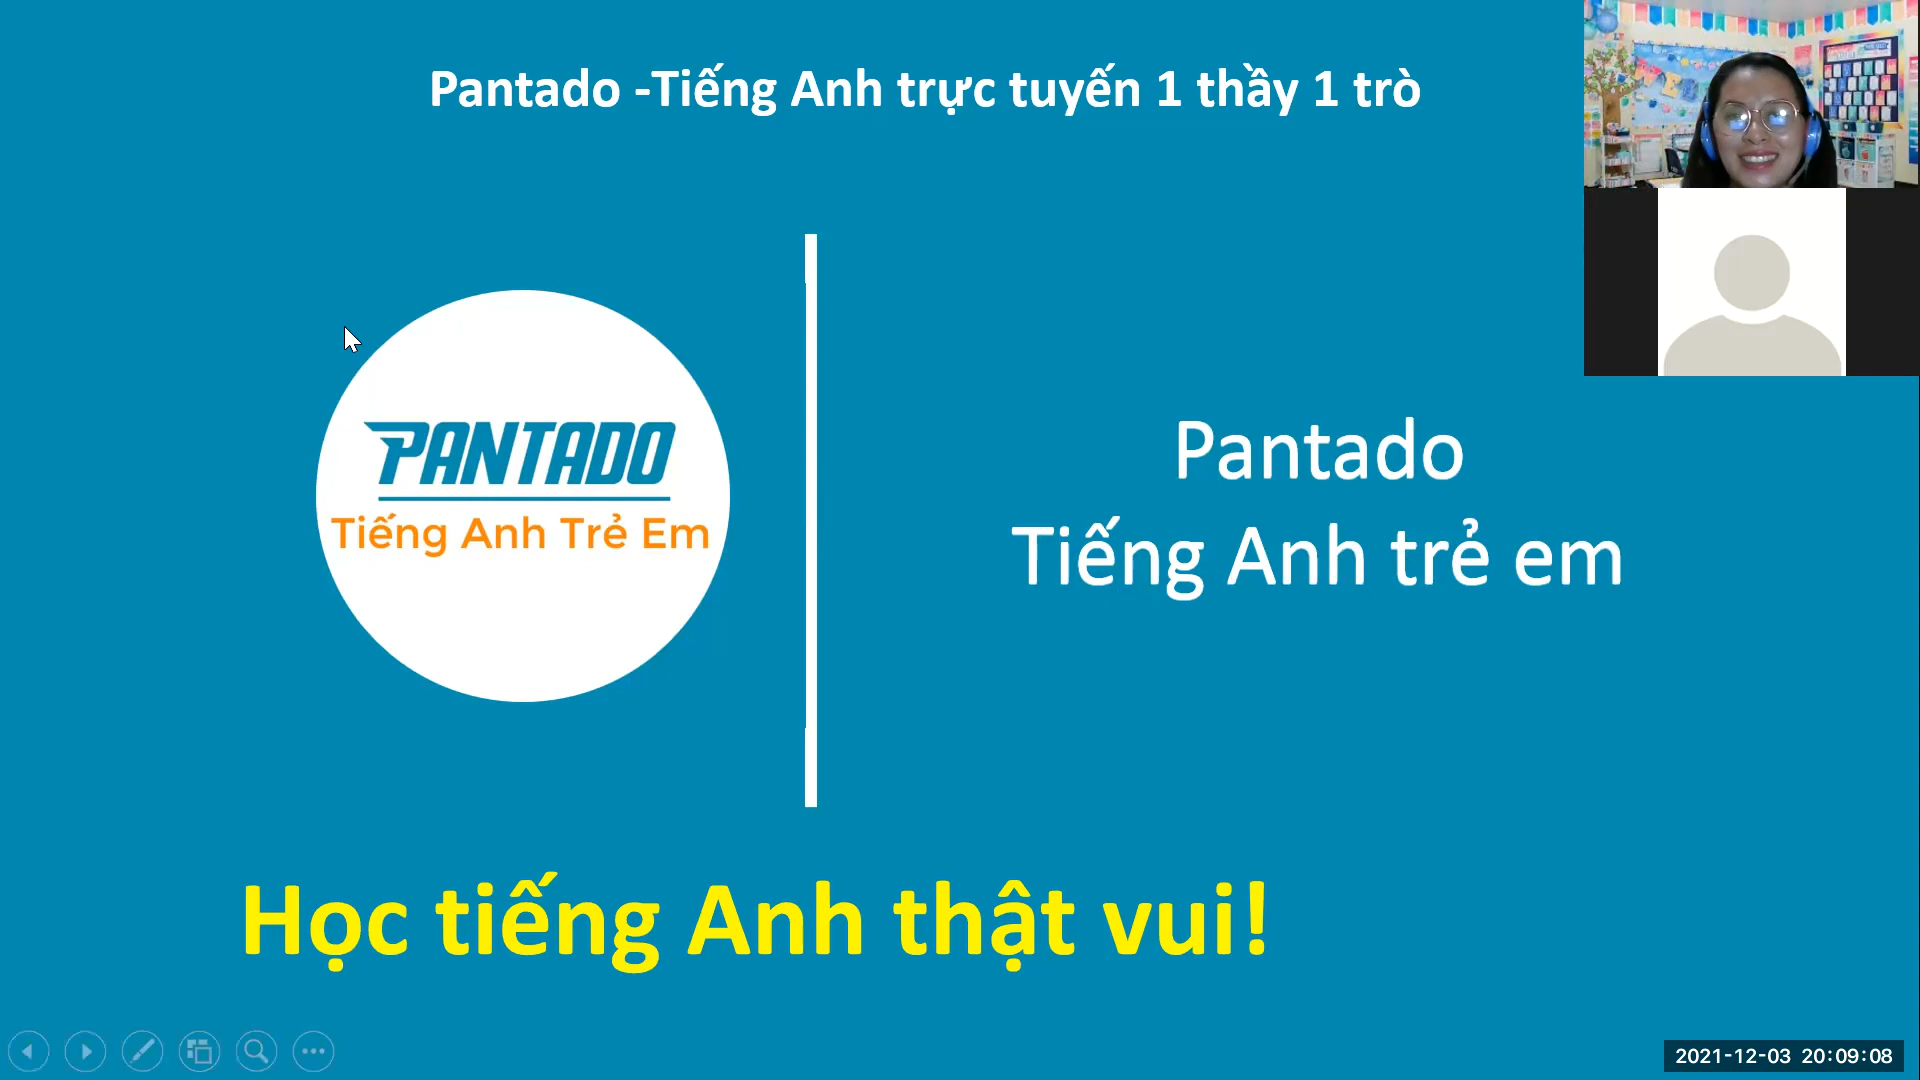 Pantado -Tiếng Anh trực tuyến 1 thầy 1 trò
PANTADO
Tiếng Anh Trẻ Em
Pantado
Tiếng Anh trẻ em
Học tiếng Anh thật vui!
2021-12-03 20:09:08